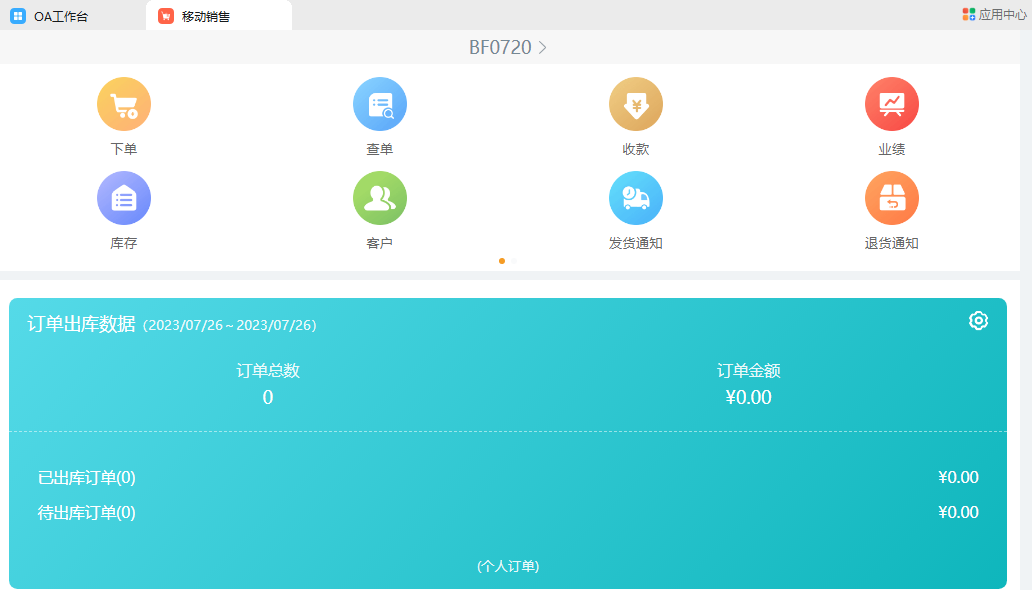 OA工作台 移动销售 应用中心
BF0720
下单 查单 收款 业绩
库存 客户 发货通知 退货通知
订单出库数据 (2023/07/26～2023/07/26)
订单总数 订单金额
0 ¥0.00
已出库订单(0) ¥0.00
待出库订单(0) ¥0.00
(个人订单)